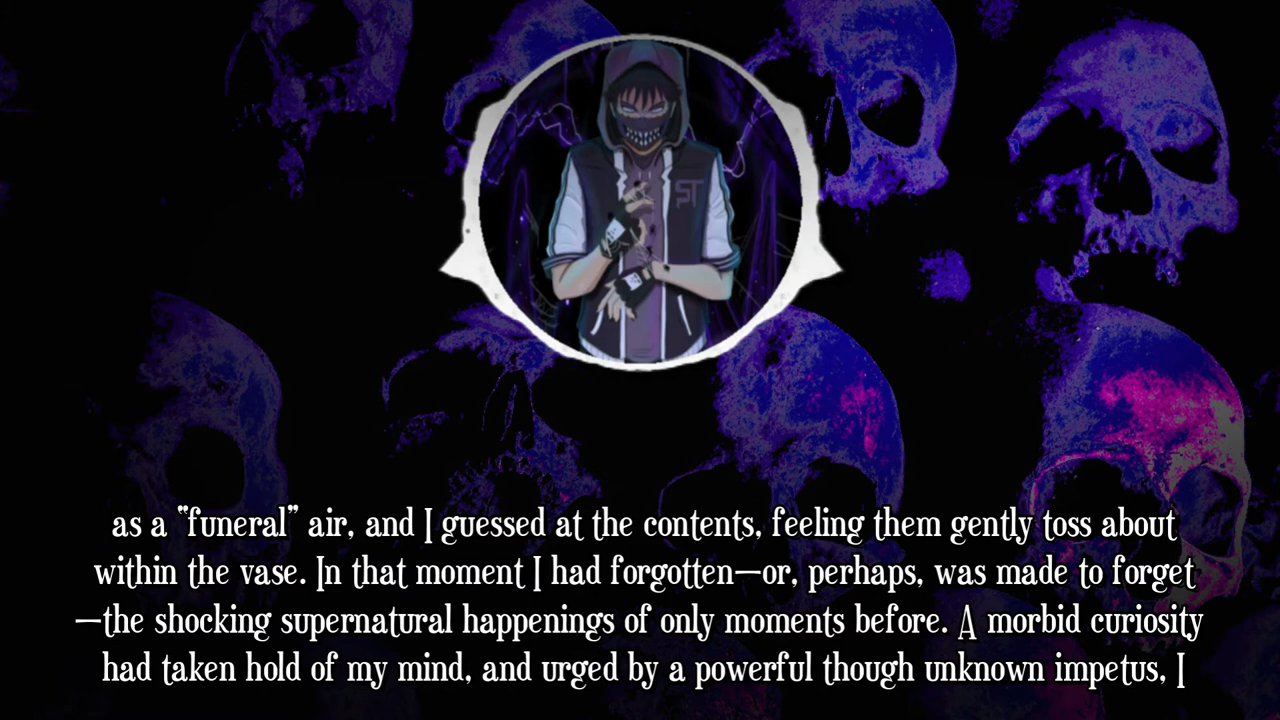 ST
as a “funeral” air, and I guessed at the contents, feeling them gently toss about
within the vase. In that moment I had forgotten—or, perhaps, was made to forget
—the shocking supernatural happenings of only moments before. A morbid curiosity
had taken hold of my mind, and urged by a powerful though unknown impetus, I